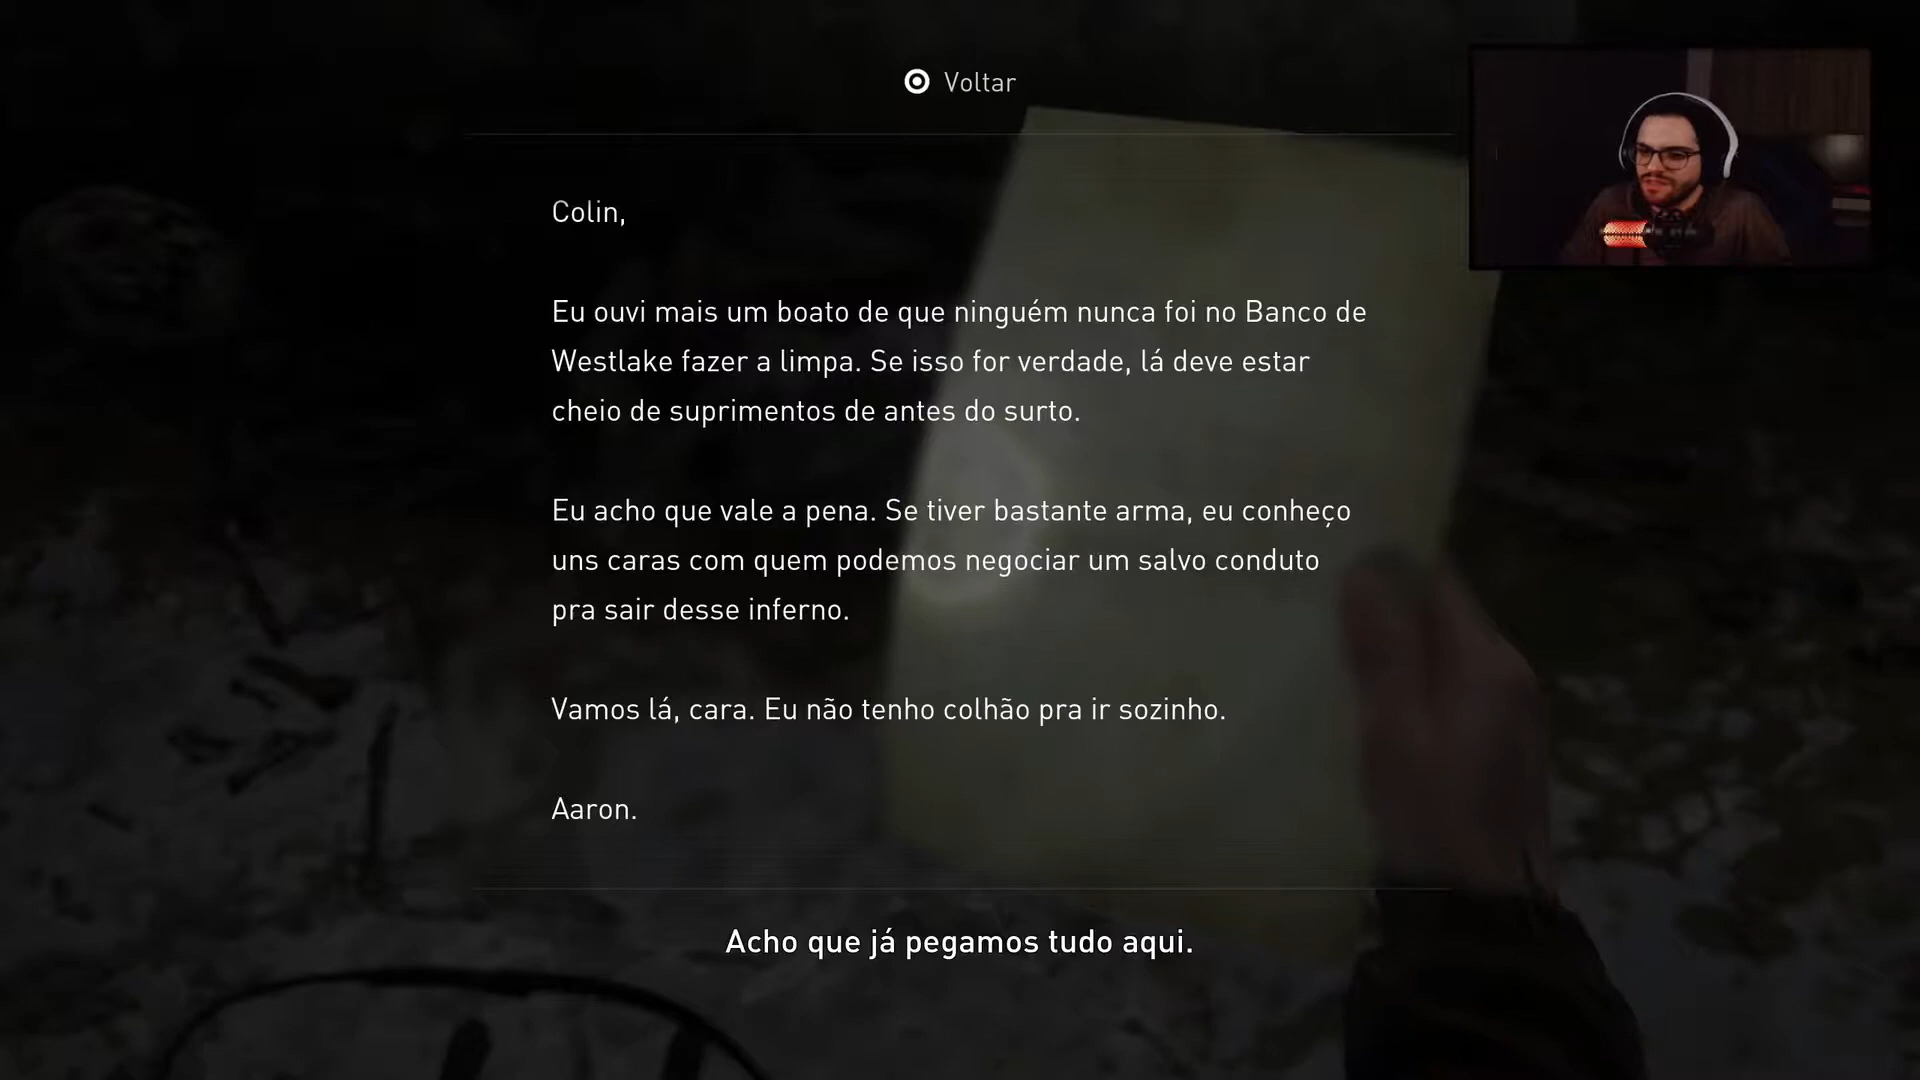 Voltar
Colin,
Eu ouvi mais um boato de que ninguém nunca foi no Banco de
Westlake fazer a limpa. Se isso for verdade, lá deve estar
cheio de suprimentos de antes do surto.
Eu acho que vale a pena. Se tiver bastante arma, eu conheço
uns caras com quem podemos negociar um salvo conduto
pra sair desse inferno.
Vamos lá, cara. Eu não tenho colhão pra ir sozinho.
Aaron.
Acho que já pegamos tudo aqui.